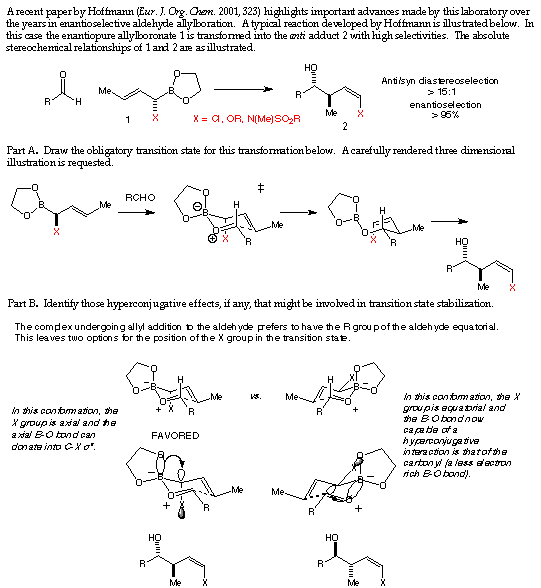 A recent paper by Hoffmann (Eur. J. Org. Chem. 2001, 323) highlights important advances made by this laboratory over
the years in enantioselective aldehyde allylboration. A typical reaction developed by Hoffmann is illustrated below. In
this case the enantiopure allylboronate 1 is transformed into the anti adduct 2 with high selectivities. The absolute
stereochemical relationships of 1 and 2 are as illustrated.
O
R H
Me
B
O
O
X
1
X = Cl, OR, N(Me)SO2R
HO
R
Me
X
2
Anti/syn diastereoselection
> 15:1
enantioselection
> 95%
Part A. Draw the obligatory transition state for this transformation below. A carefully rendered three dimensional
illustration is requested.
O
O
B
Me
X
RCHO
O
O
B
H
Me
O
X
R
‡
O
O
B
H
Me
O
X
R
HO
R
Me
X
Part B. Identify those hyperconjugative effects, if any, that might be involved in transition state stabilization.
The complex undergoing allyl addition to the aldehyde prefers to have the R group of the aldehyde equatorial.
This leaves two options for the position of the X group in the transition state.
In this conformation, the
X group is axial and the
axial B-O bond can
donate into C-X σ*.
O
O
B
H
Me
O
+ X
R
FAVORED
vs.
H
X
O
B
O
Me
O
R
+
In this conformation, the X
group is equatorial and
the B-O bond now
capable of a
hyperconjugative
interaction is that of the
carbonyl (a less electron
rich B-O bond).
O
O
B
Me
O
+
X
R
X
O
B
O
Me
O
R
+
HO
R
Me
X
HO
R
Me
X